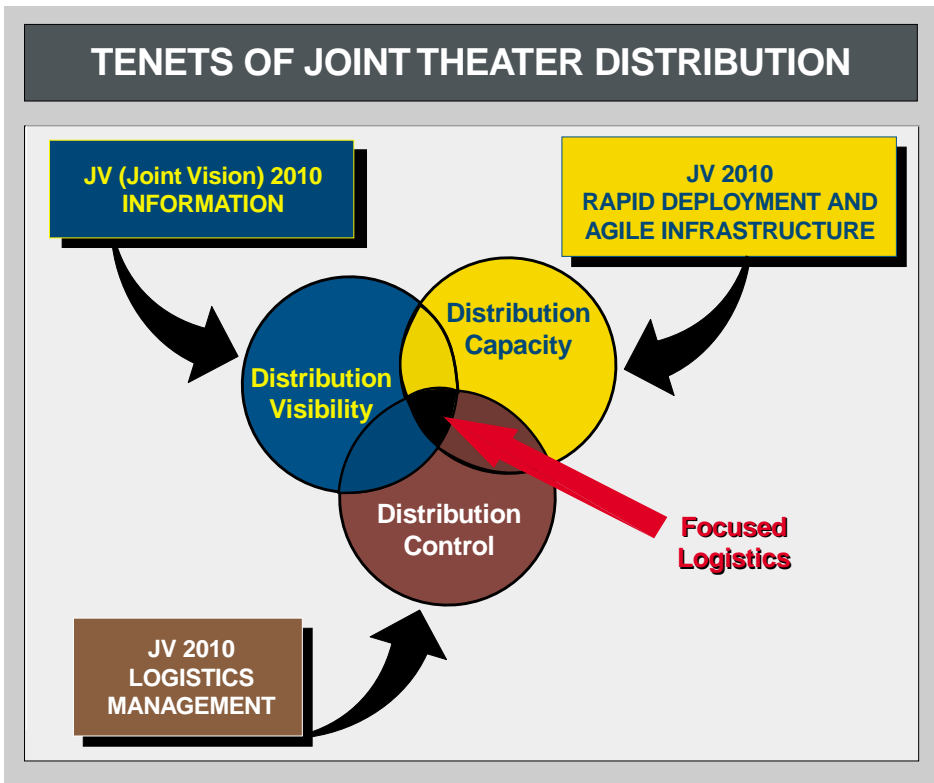 TENETS OF JOINT THEATER DISTRIBUTION
JV (Joint Vision) 2010
INFORMATION
JV 2010
RAPID DEPLOYMENT AND
AGILE INFRASTRUCTURE
Distribution
Capacity
Distribution
Visibility
Distribution
Control
Focused
Logistics
JV 2010
LOGISTICS
MANAGEMENT